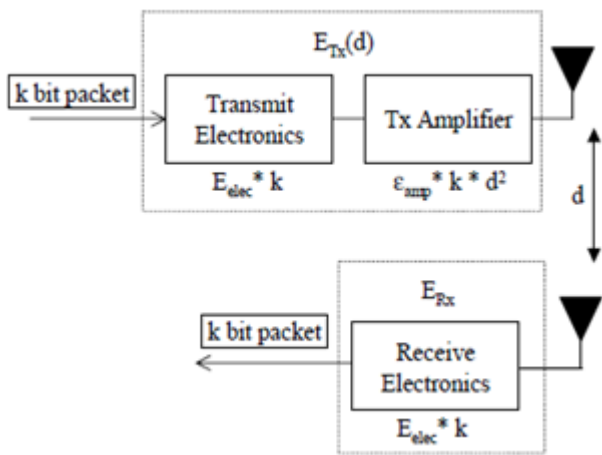 E_Tx(d)
k bit packet
Transmit
Electronics
Tx Amplifier
E_elec* k
ε_amp* k * d²
d
E_Rx
k bit packet
Receive
Electronics
E_elec* k